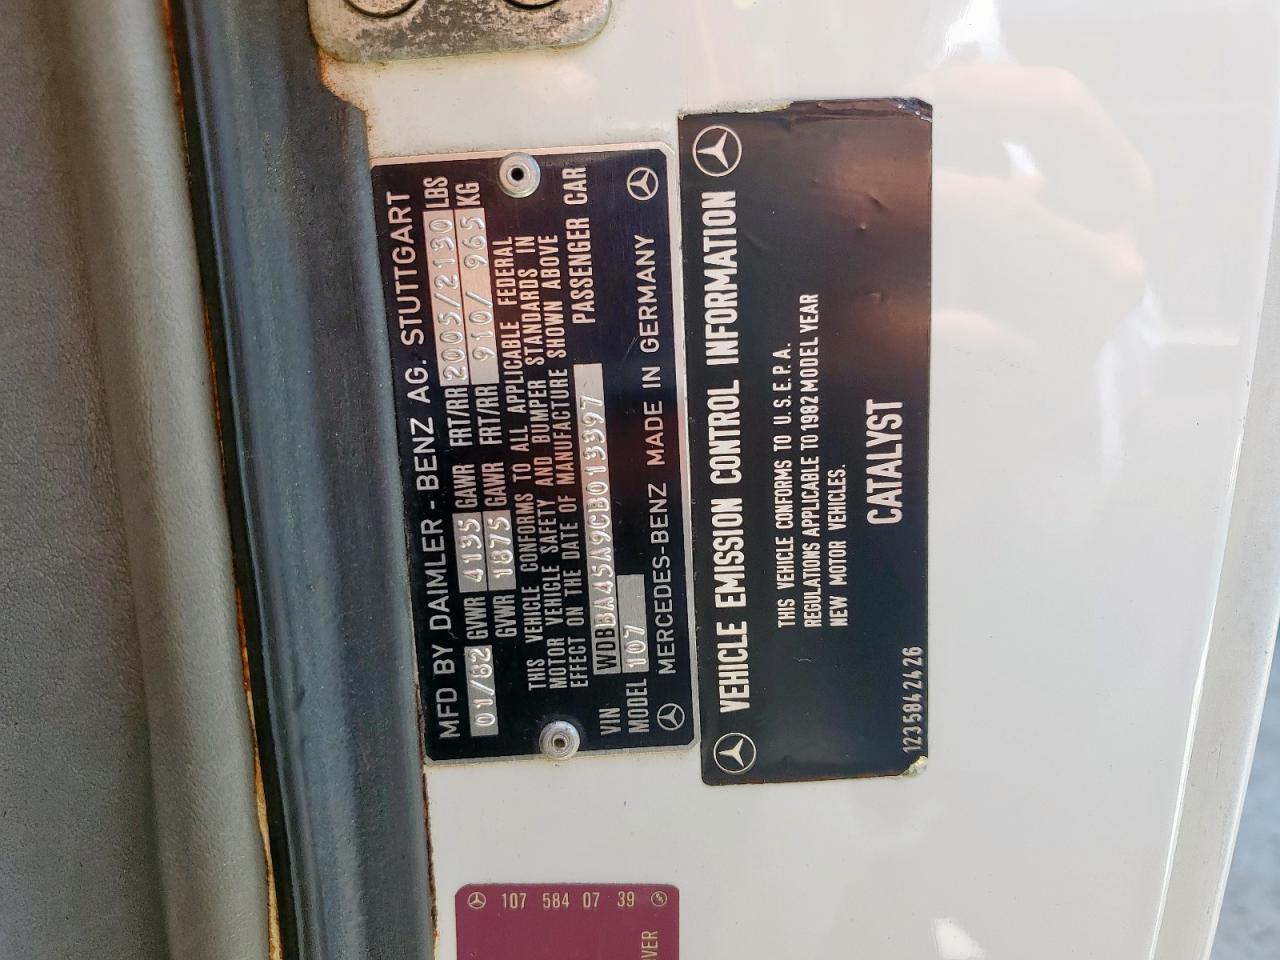 MFD BY DAIMLER-BENZ AG. STUTTGART
01/82 GVWR 4135 GAWR FRT/RR 2005/2130 LBS
GVWR 1875 GAWR FRT/RR 910/ 965 KG
THIS VEHICLE CONFORMS TO ALL APPLICABLE FEDERAL
MOTOR VEHICLE SAFETY AND BUMPER STANDARDS IN
EFFECT ON THE DATE OF MANUFACTURE SHOWN ABOVE
VIN WDBBA45A9CB013397 PASSENGER CAR
MODEL 107
MERCEDES-BENZ MADE IN GERMANY
VEHICLE EMISSION CONTROL INFORMATION
THIS VEHICLE CONFORMS TO U.S.E.P.A.
REGULATIONS APPLICABLE TO 1982 MODEL YEAR
NEW MOTOR VEHICLES.
CATALYST
1235842426
107 584 07 39